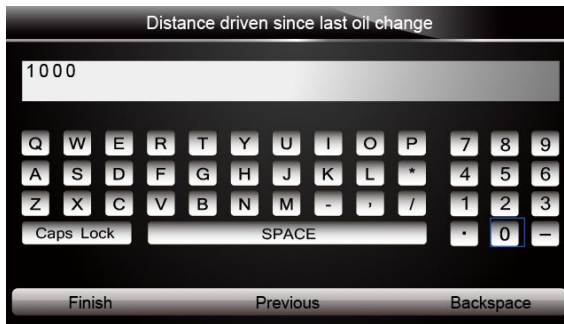 Distance driven since last oil change
1000
Q W E R T Y U I O P 7 8 9
A S D F G H J K L * 4 5 6
Z X C V B N M - , / 1 2 3
Caps Lock SPACE . 0 –
Finish Previous Backspace